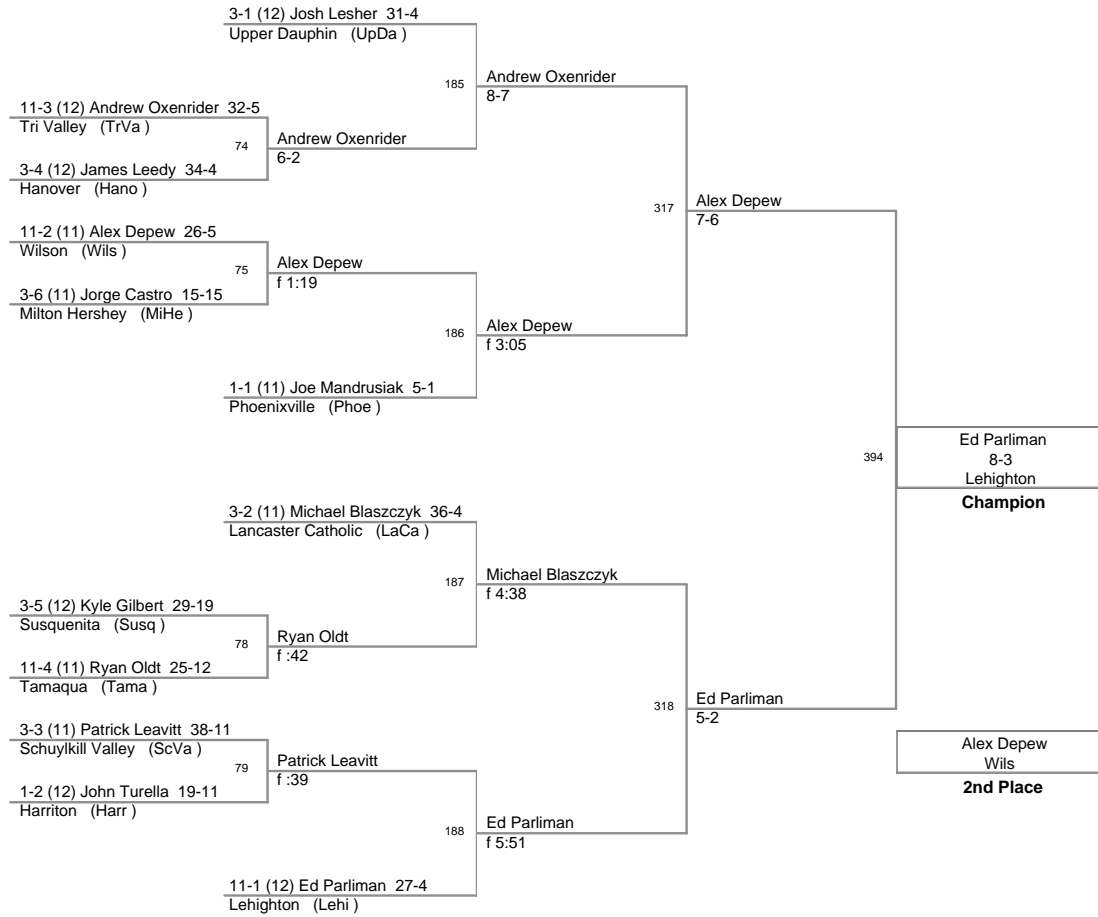 3-1 (12) Josh Lesher 31-4
Upper Dauphin (UpDa )
185
Andrew Oxenrider
8-7
11-3 (12) Andrew Oxenrider 32-5
Tri Valley (TrVa )
74
Andrew Oxenrider
6-2
3-4 (12) James Leedy 34-4
Hanover (Hano )
317
Alex Depew
7-6
11-2 (11) Alex Depew 26-5
Wilson (Wils )
75
Alex Depew
f 1:19
3-6 (11) Jorge Castro 15-15
Milton Hershey (MiHe )
186
Alex Depew
f 3:05
1-1 (11) Joe Mandrusiak 5-1
Phoenixville (Phoe )
394
Ed Parliman
8-3
Lehighton
Champion
3-2 (11) Michael Blaszczyk 36-4
Lancaster Catholic (LaCa )
187
Michael Blaszczyk
f 4:38
3-5 (12) Kyle Gilbert 29-19
Susquenita (Susq )
78
Ryan Oldt
f :42
11-4 (11) Ryan Oldt 25-12
Tamaqua (Tama )
318
Ed Parliman
5-2
3-3 (11) Patrick Leavitt 38-11
Schuylkill Valley (ScVa )
79
Patrick Leavitt
f :39
1-2 (12) John Turella 19-11
Harriton (Harr )
188
Ed Parliman
f 5:51
11-1 (12) Ed Parliman 27-4
Lehighton (Lehi )
Alex Depew
Wils
2nd Place